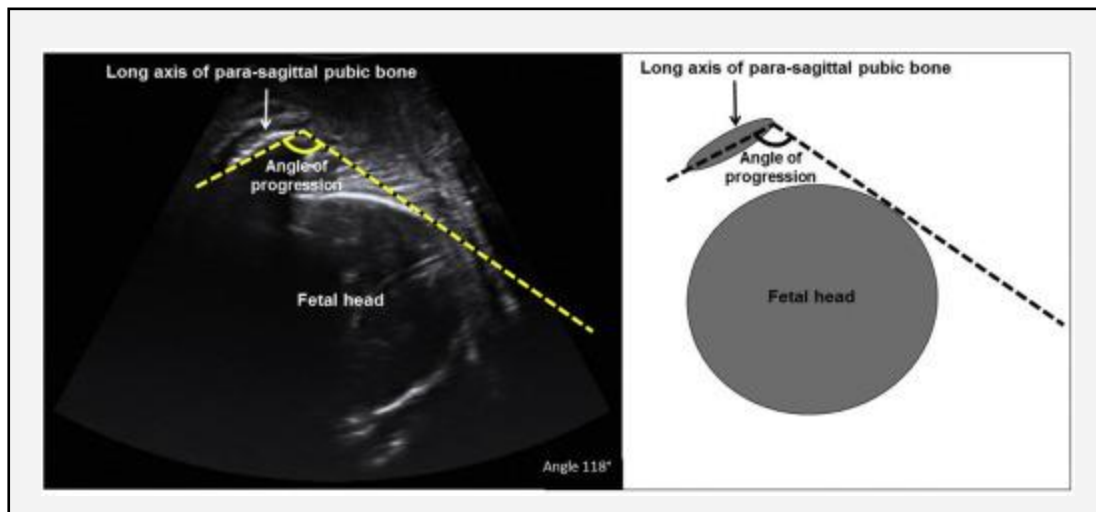 Long axis of para-sagittal pubic bone
Angle of
progression
Fetal head
Angle 118°
Long axis of para-sagittal pubic bone
Angle of
progression
Fetal head